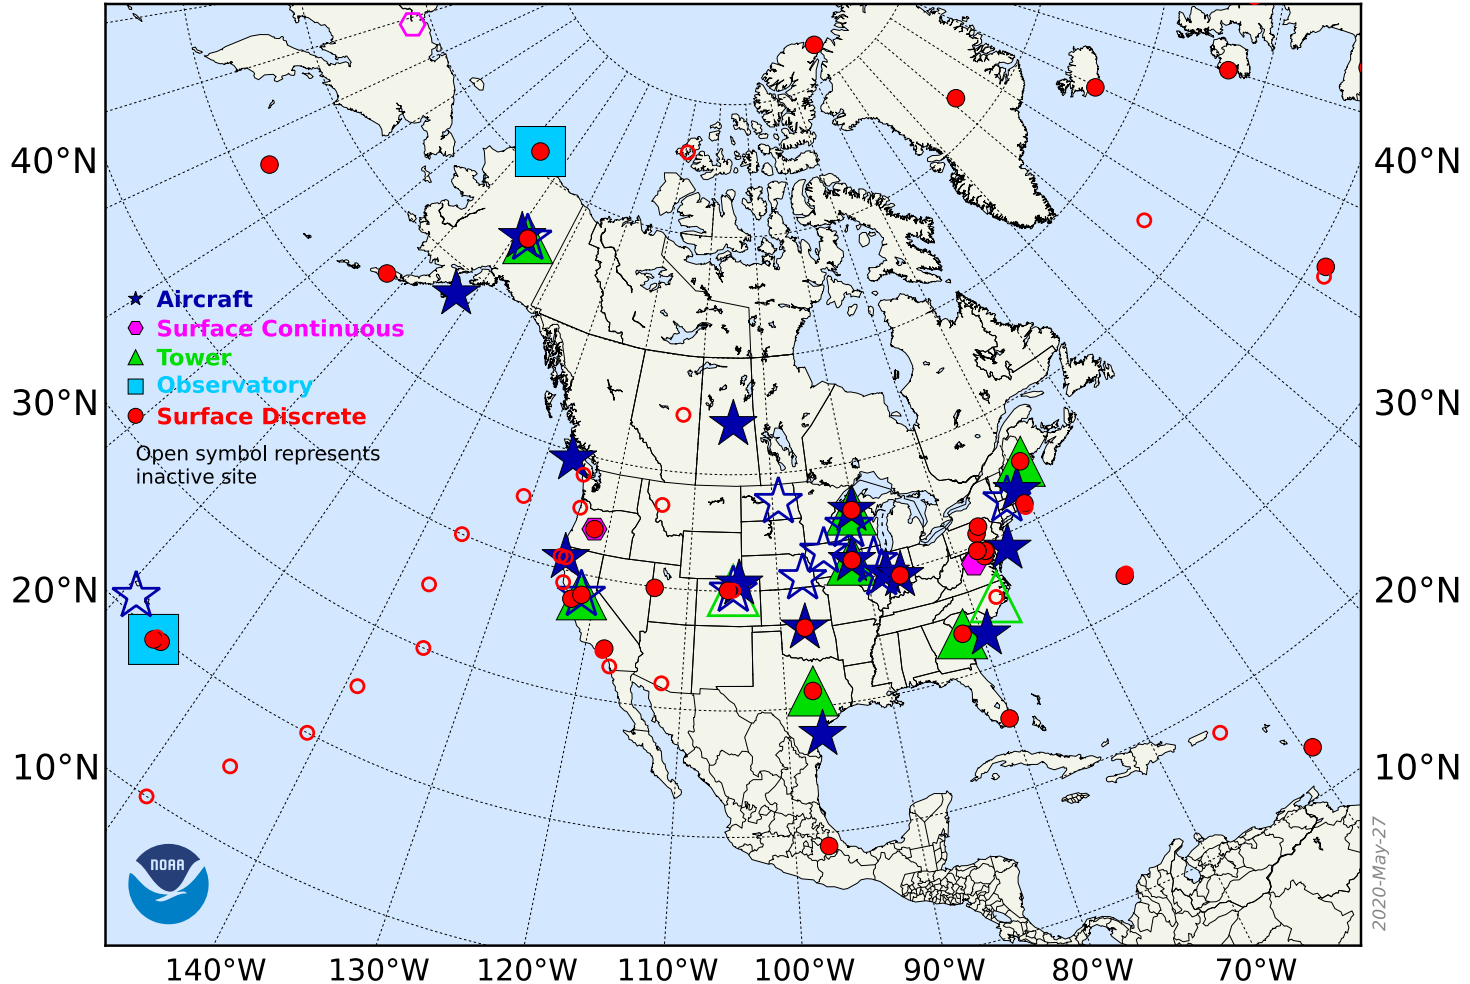 40°N
40°N
Aircraft
Surface Continuous
Tower
Observatory
Surface Discrete
Open symbol represents
inactive site
30°N
30°N
20°N
20°N
10°N
10°N
NOAA
2020-May-27
140°W
130°W
120°W
110°W
100°W
90°W
80°W
70°W